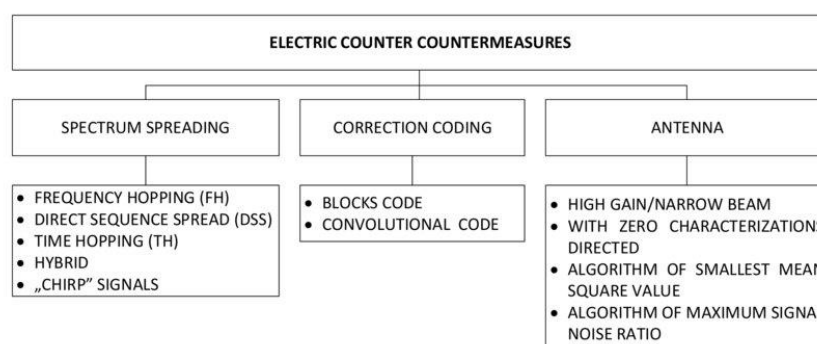 ELECTRIC COUNTER COUNTERMEASURES
SPECTRUM SPREADING
CORRECTION CODING
ANTENNA
• FREQUENCY HOPPING (FH)
• DIRECT SEQUENCE SPREAD (DSS)
• TIME HOPPING (TH)
• HYBRID
• „CHIRP” SIGNALS
• BLOCKS CODE
• CONVOLUTIONAL CODE
• HIGH GAIN/NARROW BEAM
• WITH ZERO CHARACTERIZATIONS
DIRECTED
• ALGORITHM OF SMALLEST MEAN
SQUARE VALUE
• ALGORITHM OF MAXIMUM SIGNAL
NOISE RATIO